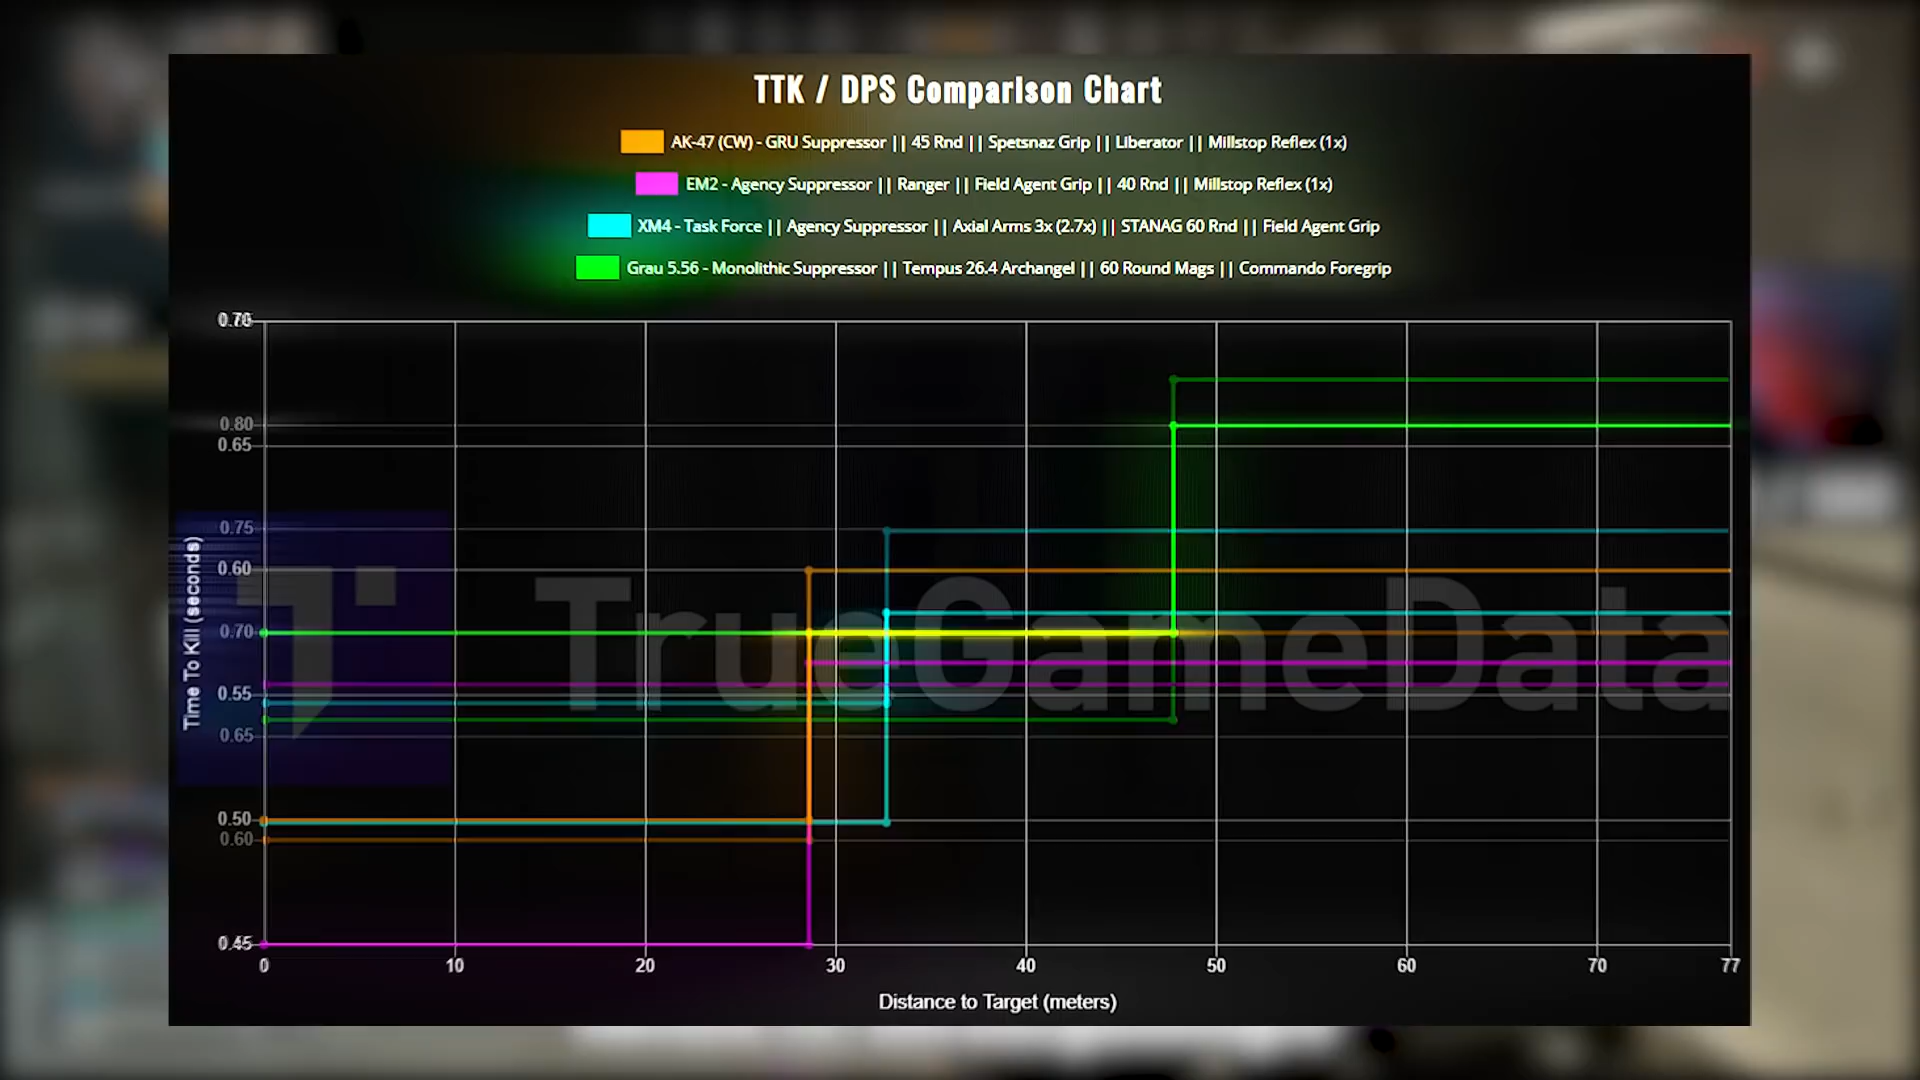 TTK / DPS Comparison Chart
AK-47 (CW) - GRU Suppressor || 45 Rnd || Spetsnaz Grip || Liberator || Millstop Reflex (1x)
EM2 - Agency Suppressor || Ranger || Field Agent Grip || 40 Rnd || Millstop Reflex (1x)
XM4 - Task Force || Agency Suppressor || Axial Arms 3x (2.7x) || STANAG 60 Rnd || Field Agent Grip
Grau 5.56 - Monolithic Suppressor || Tempus 26.4 Archangel || 60 Round Mags || Commando Foregrip
0.80
0.65
0.75
0.60
0.70
0.55
0.65
0.50
0.60
0.45
Time To Kill (seconds)
TrueGameData
0 10 20 30 40 50 60 70 77
Distance to Target (meters)